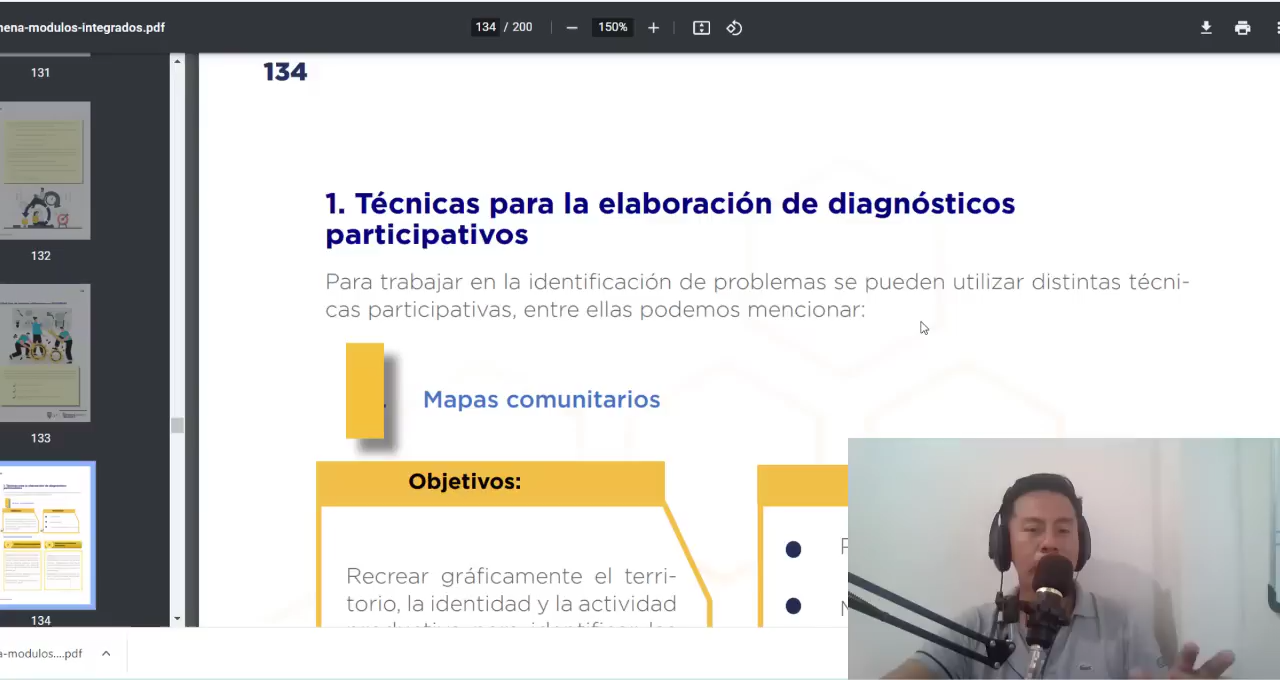 nena-modulos-integrados.pdf
134 / 200
150%
131
132
133
134
134
1. Técnicas para la elaboración de diagnósticos
participativos
Para trabajar en la identificación de problemas se pueden utilizar distintas técni-
cas participativas, entre ellas podemos mencionar:
Mapas comunitarios
Objetivos:
Recrear gráficamente el terri-
torio, la identidad y la actividad
a-modulos....pdf